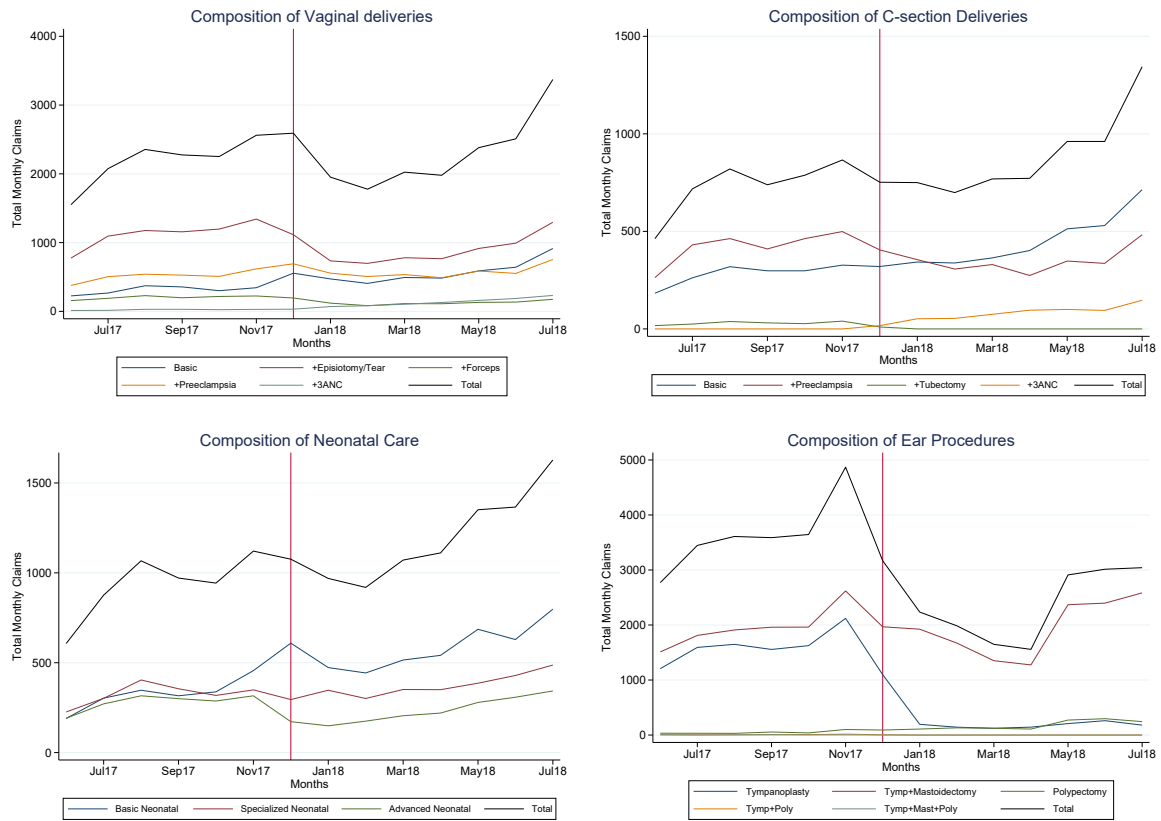 Composition of Vaginal deliveries
Total Monthly Claims
4000
3000
2000
1000
0
Jul17 Sep17 Nov17 Jan18 Mar18 May18 Jul18
Months
Basic +Episiotomy/Tear +Forceps
+Preeclampsia +3ANC Total
Composition of C-section Deliveries
Total Monthly Claims
1500
1000
500
0
Jul17 Sep17 Nov17 Jan18 Mar18 May18 Jul18
Months
Basic +Preeclampsia +Tubectomy +3ANC Total
Composition of Neonatal Care
Total Monthly Claims
1500
1000
500
0
Jul17 Sep17 Nov17 Jan18 Mar18 May18 Jul18
Months
Basic Neonatal Specialized Neonatal Advanced Neonatal Total
Composition of Ear Procedures
Total Monthly Claims
5000
4000
3000
2000
1000
0
Jul17 Sep17 Nov17 Jan18 Mar18 May18 Jul18
Months
Tympanoplasty Tymp+Mastoidectomy Polypectomy
Tymp+Poly Tymp+Mast+Poly Total